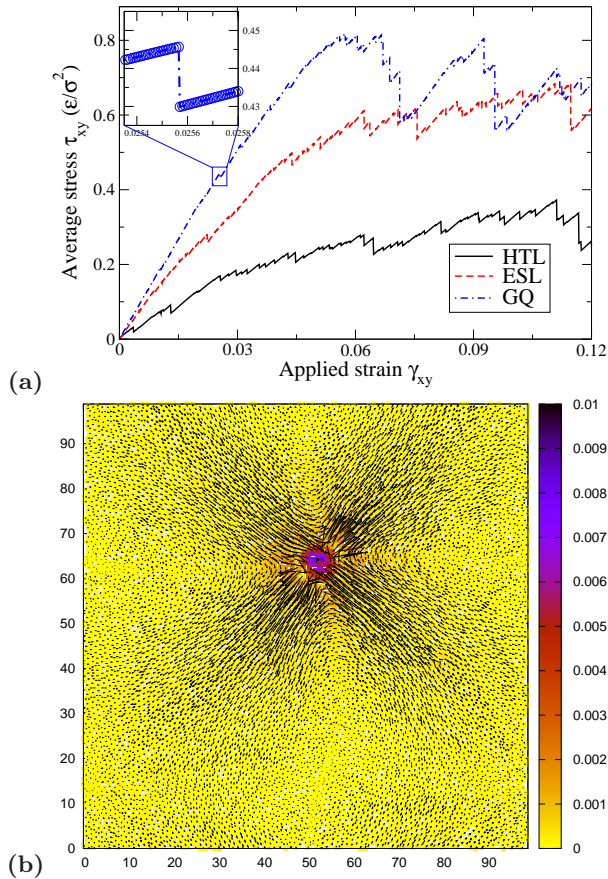 0.8
0.6
0.4
0.2
0
Average stress τxy (ε/σ²)
0.45
0.44
0.43
0.0254 0.0256 0.0258
HTL
ESL
GQ
0 0.03 0.06 0.09 0.12
Applied strain γxy
(a)
90
80
70
60
50
40
30
20
10
0
0 10 20 30 40 50 60 70 80 90
0.01
0.009
0.008
0.007
0.006
0.005
0.004
0.003
0.002
0.001
0
(b)